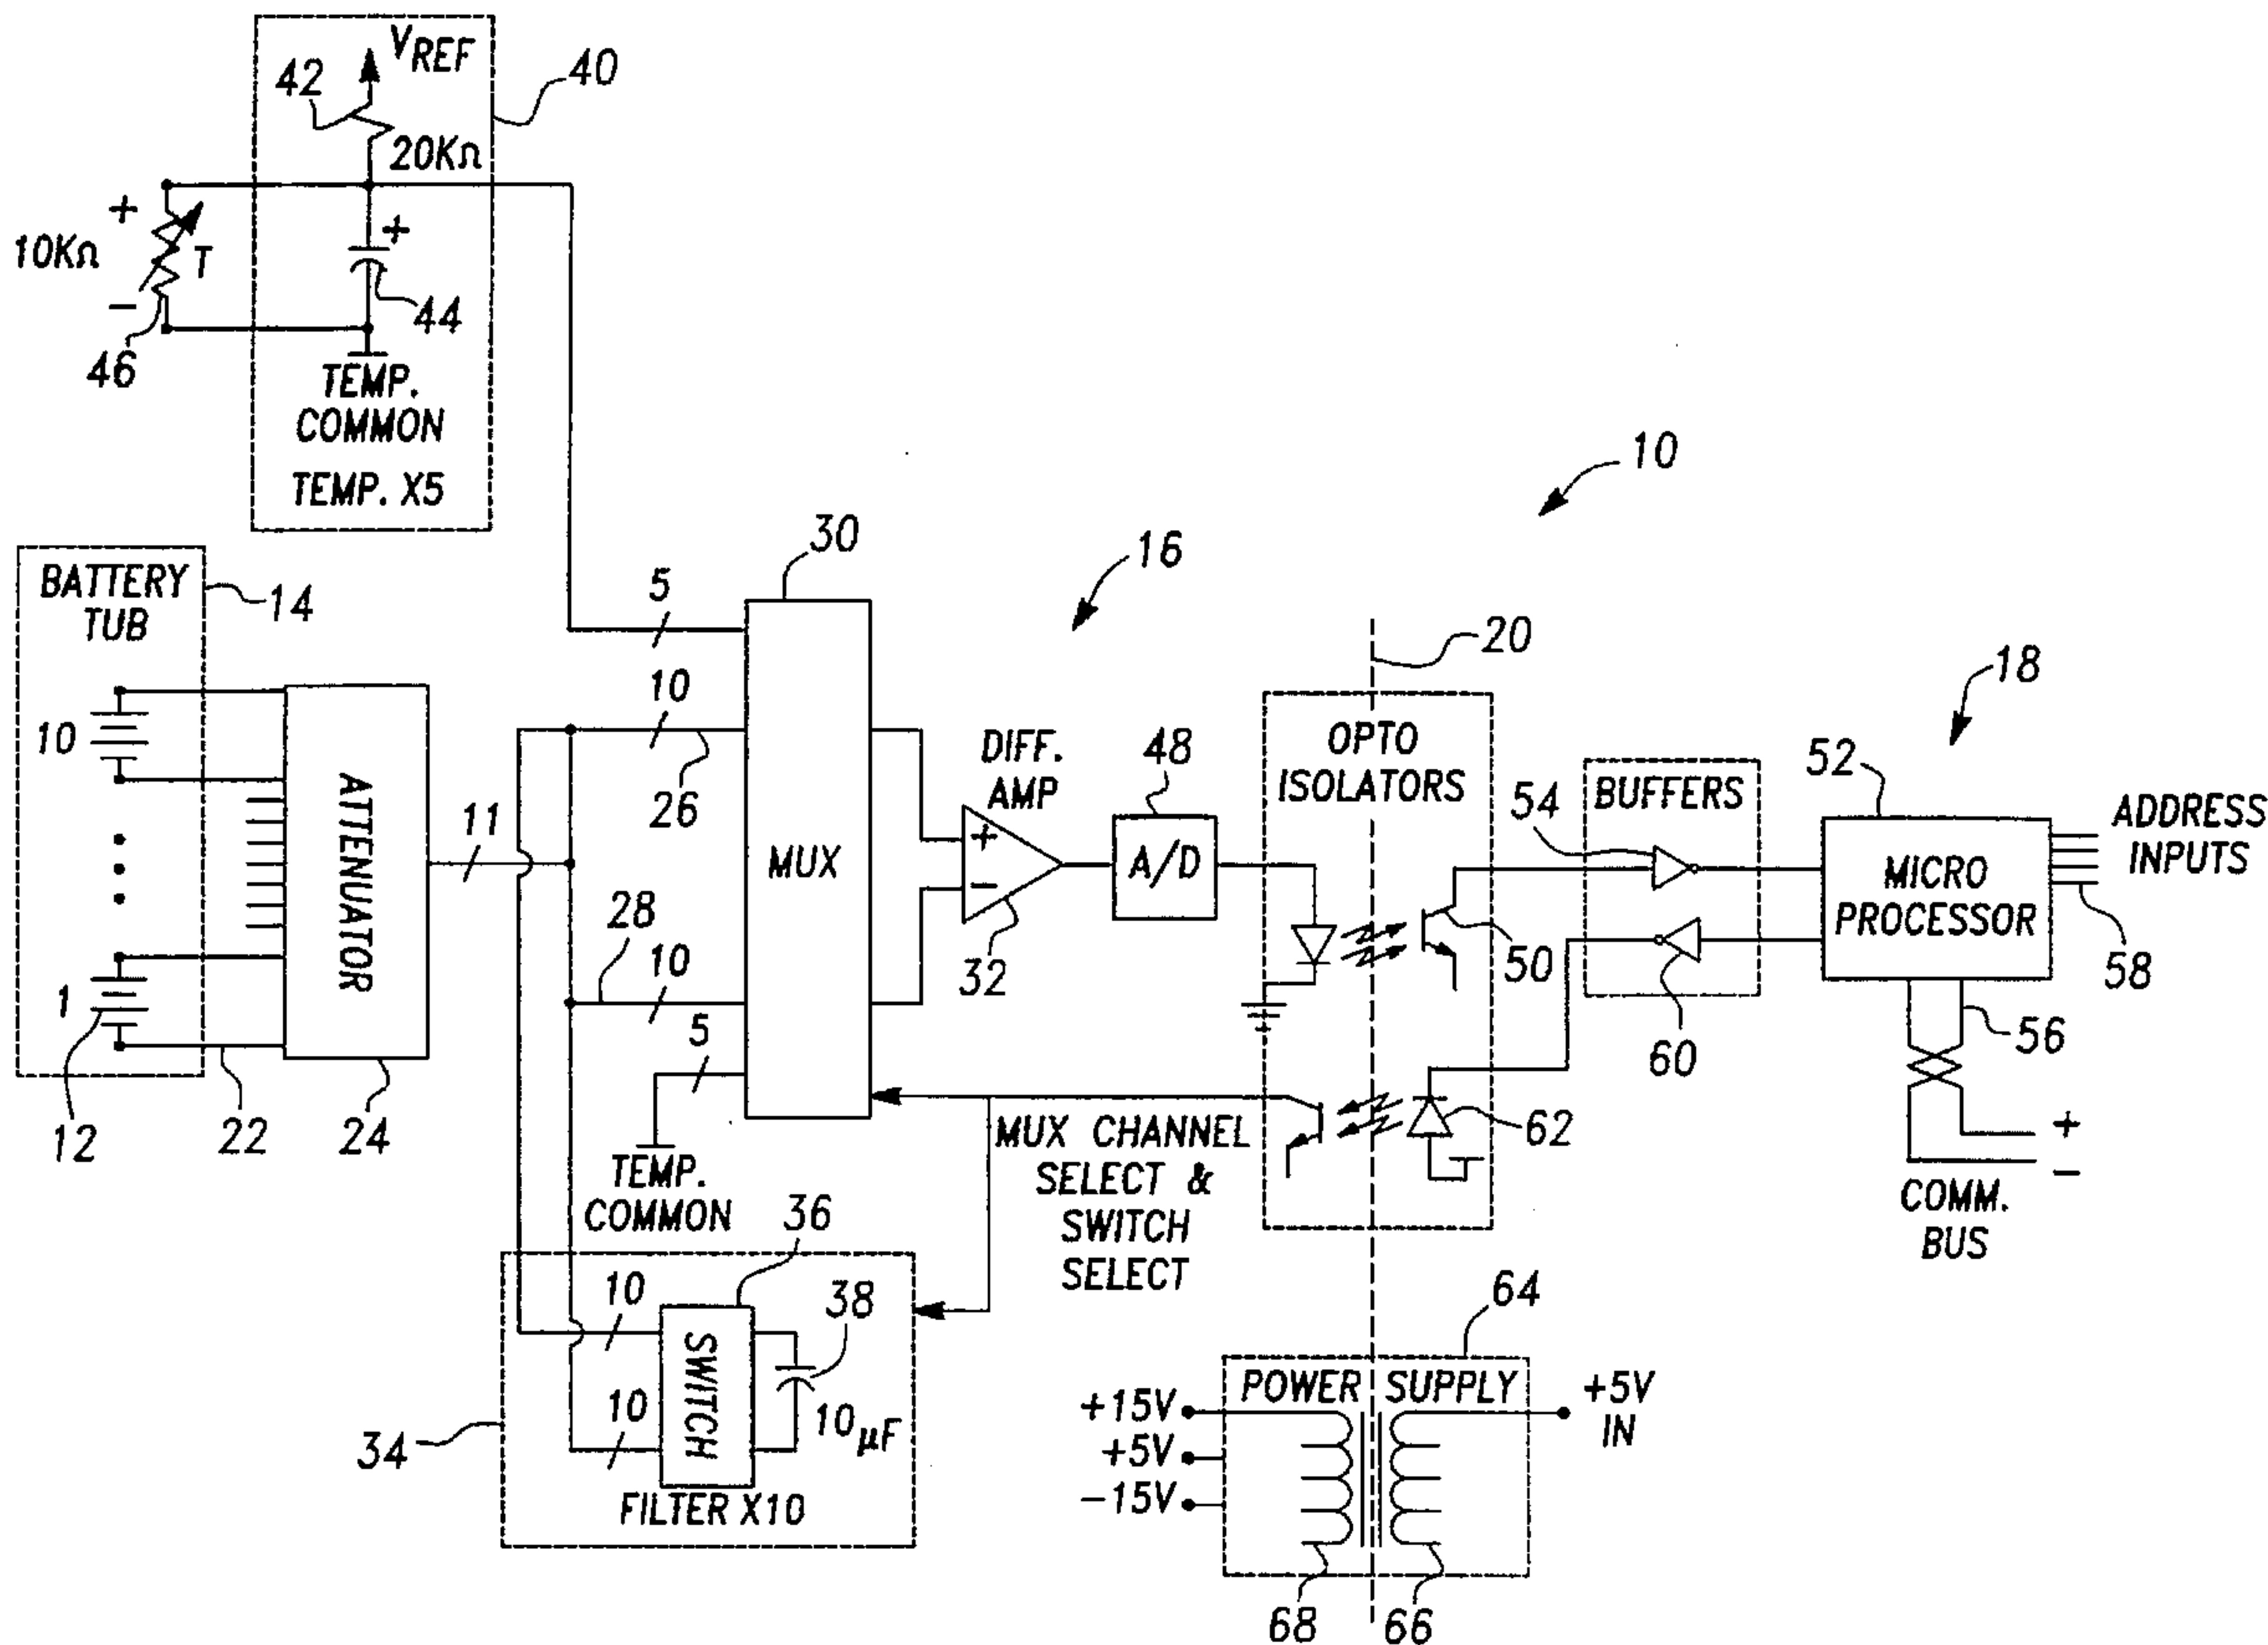 VREF
42
40
20KΩ
+
+
10KΩ
T
−
44
46
TEMP.
COMMON
TEMP. X5
10
30
16
BATTERY
TUB
14
5
20
18
10
10
26
ATTENUATOR
11
MUX
DIFF.
AMP
+
−
32
48
A/D
OPTO
ISOLATORS
50
54
BUFFERS
60
52
MICRO
PROCESSOR
ADDRESS
INPUTS
58
56
28
10
5
1
12
22
24
TEMP.
COMMON
MUX CHANNEL
SELECT &
SWITCH
SELECT
62
+
−
COMM.
BUS
36
10
38
SWITCH
10
10µF
34
FILTER X10
64
POWER SUPPLY
+15V
+5V
−15V
+5V
IN
68
66